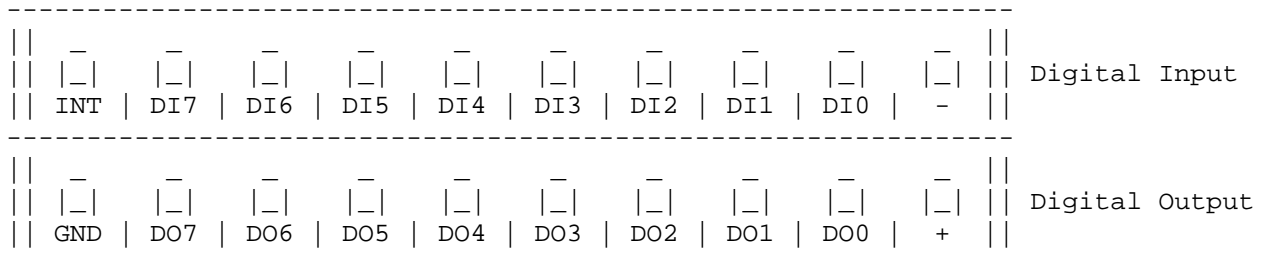 ---------------------------------------------------------------
||  _    _     _     _     _     _     _     _     _     _  ||
|| |_|  |_|   |_|   |_|   |_|   |_|   |_|   |_|   |_|   |_| || Digital Input
|| INT | DI7 | DI6 | DI5 | DI4 | DI3 | DI2 | DI1 | DI0 |  -  ||
---------------------------------------------------------------
||  _    _     _     _     _     _     _     _     _     _  ||
|| |_|  |_|   |_|   |_|   |_|   |_|   |_|   |_|   |_|   |_| || Digital Output
|| GND | DO7 | DO6 | DO5 | DO4 | DO3 | DO2 | DO1 | DO0 |  +  ||